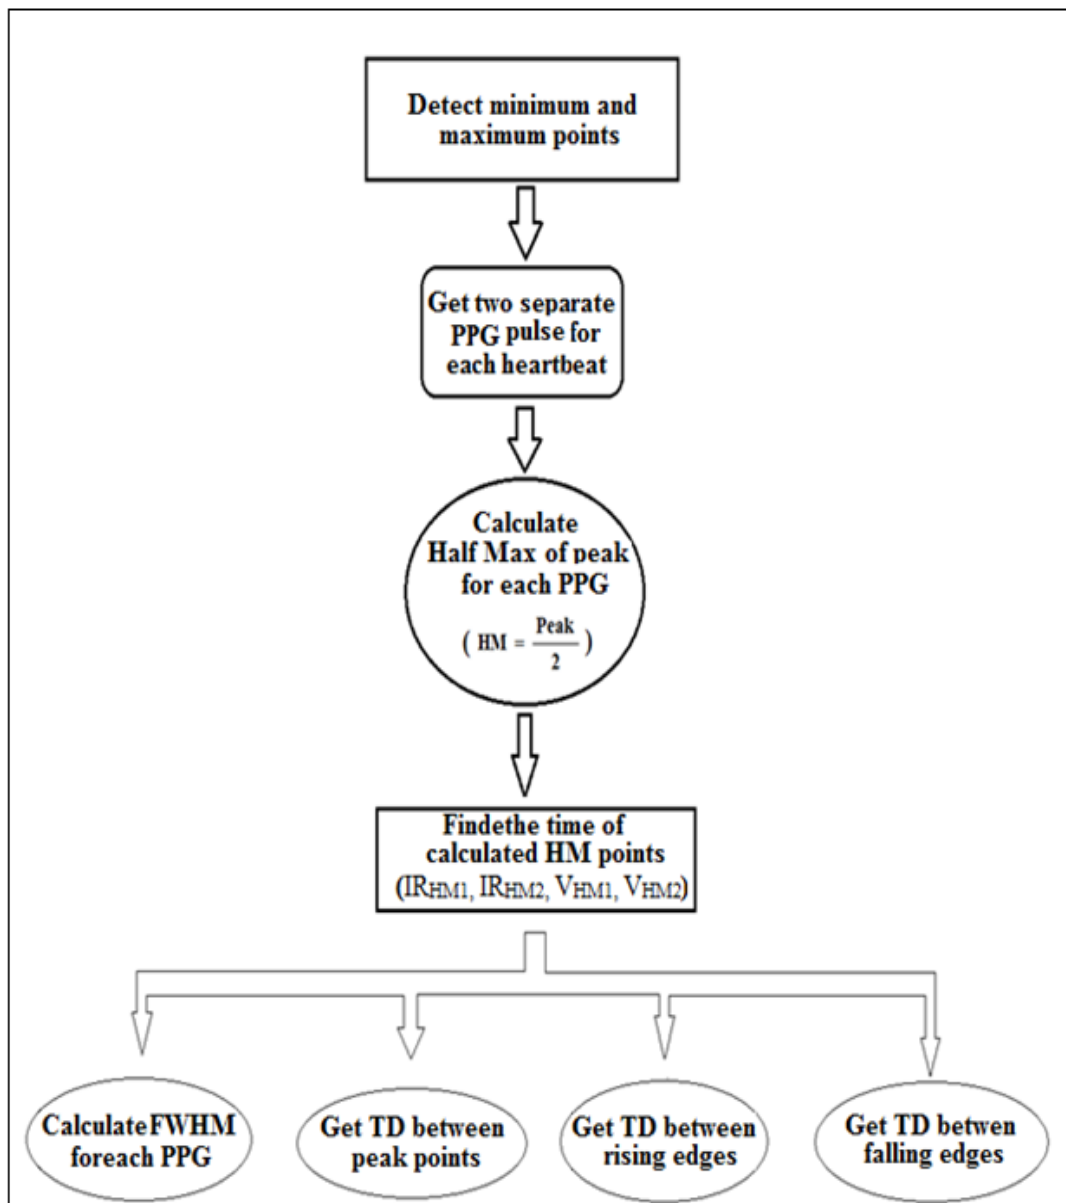 Detect minimum and
maximum points
Get two separate
PPG pulse for
each heartbeat
Calculate
Half Max of peak
for each PPG
( HM = Peak/2 )
Findethe time of
calculated HM points
(IRHM1, IRHM2, VHM1, VHM2)
Calculate FWHM
foreach PPG
Get TD between
peak points
Get TD between
rising edges
Get TD betwen
falling edges